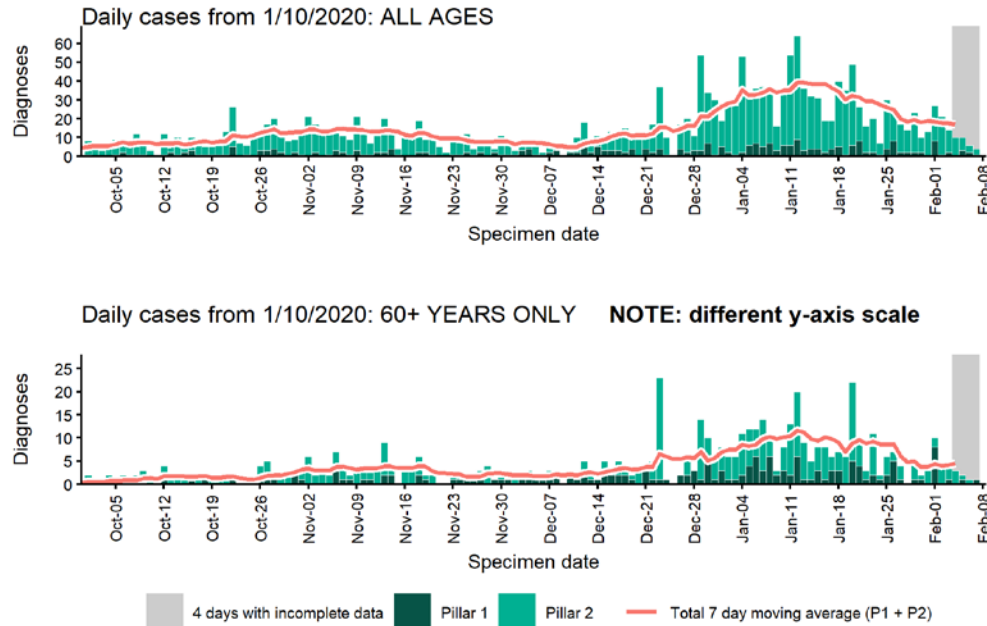 Daily cases from 1/10/2020: ALL AGES
Diagnoses
60
50
40
30
20
10
0
Oct-05
Oct-12
Oct-19
Oct-26
Nov-02
Nov-09
Nov-16
Nov-23
Nov-30
Dec-07
Dec-14
Dec-21
Dec-28
Jan-04
Jan-11
Jan-18
Jan-25
Feb-01
Feb-08
Specimen date
Daily cases from 1/10/2020: 60+ YEARS ONLY NOTE: different y-axis scale
Diagnoses
25
20
15
10
5
0
Oct-05
Oct-12
Oct-19
Oct-26
Nov-02
Nov-09
Nov-16
Nov-23
Nov-30
Dec-07
Dec-14
Dec-21
Dec-28
Jan-04
Jan-11
Jan-18
Jan-25
Feb-01
Feb-08
Specimen date
4 days with incomplete data Pillar 1 Pillar 2 Total 7 day moving average (P1 + P2)